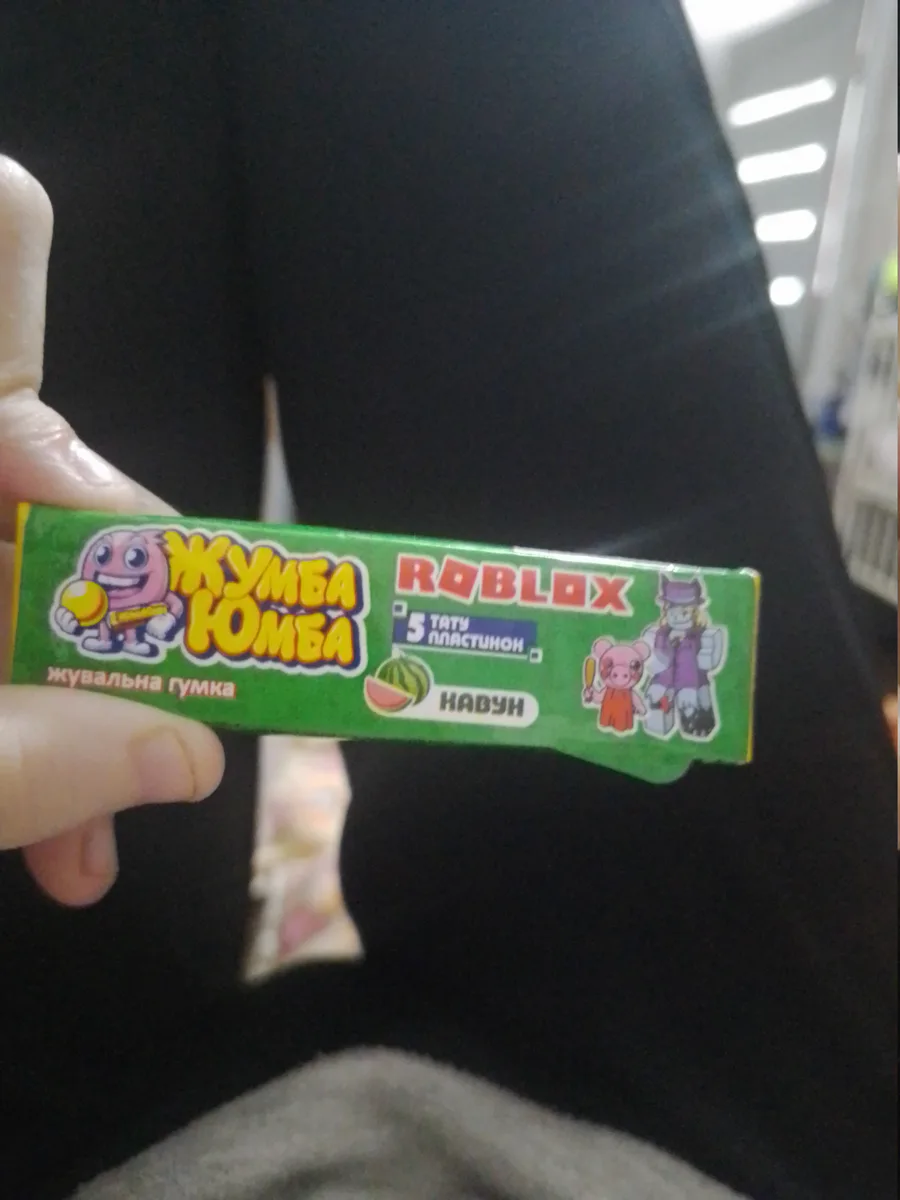 ЖУМБА
ЮМБА
жувальна гумка
ROBLOX
5 ТАТУ
ПЛАСТИНОК
КАВУН